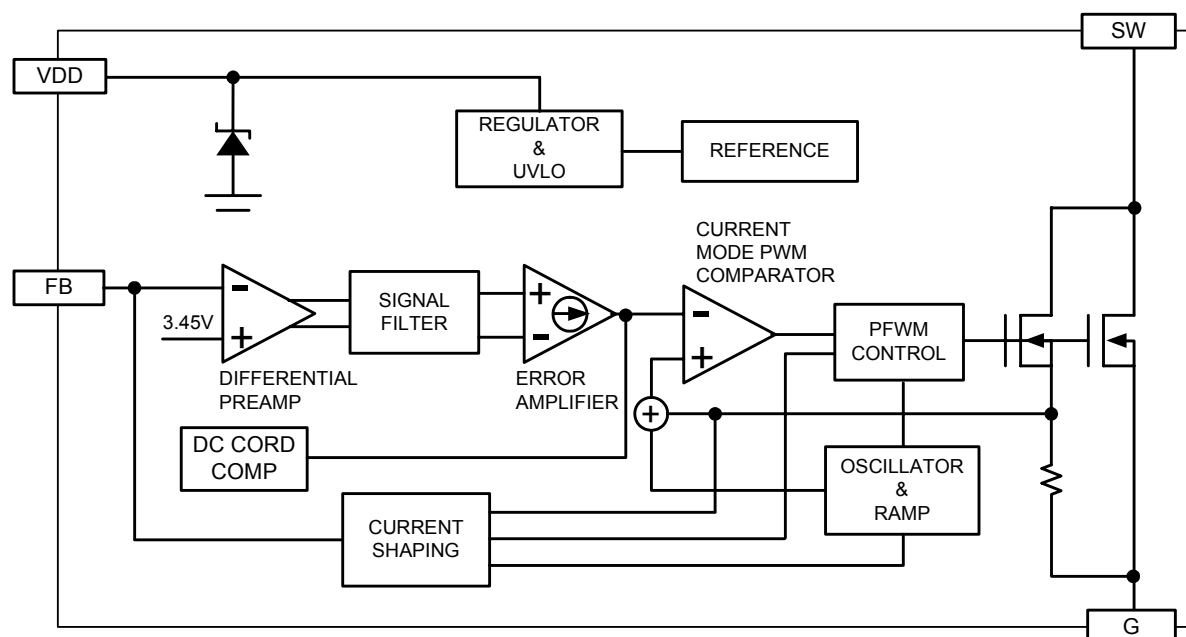 SW
VDD
REGULATOR
&
UVLO
REFERENCE
CURRENT
MODE PWM
COMPARATOR
FB
-
3.45V
+
SIGNAL
FILTER
+
-
-
+
PFWM
CONTROL
DIFFERENTIAL
PREAMP
ERROR
AMPLIFIER
+
DC CORD
COMP
OSCILLATOR
&
RAMP
CURRENT
SHAPING
G